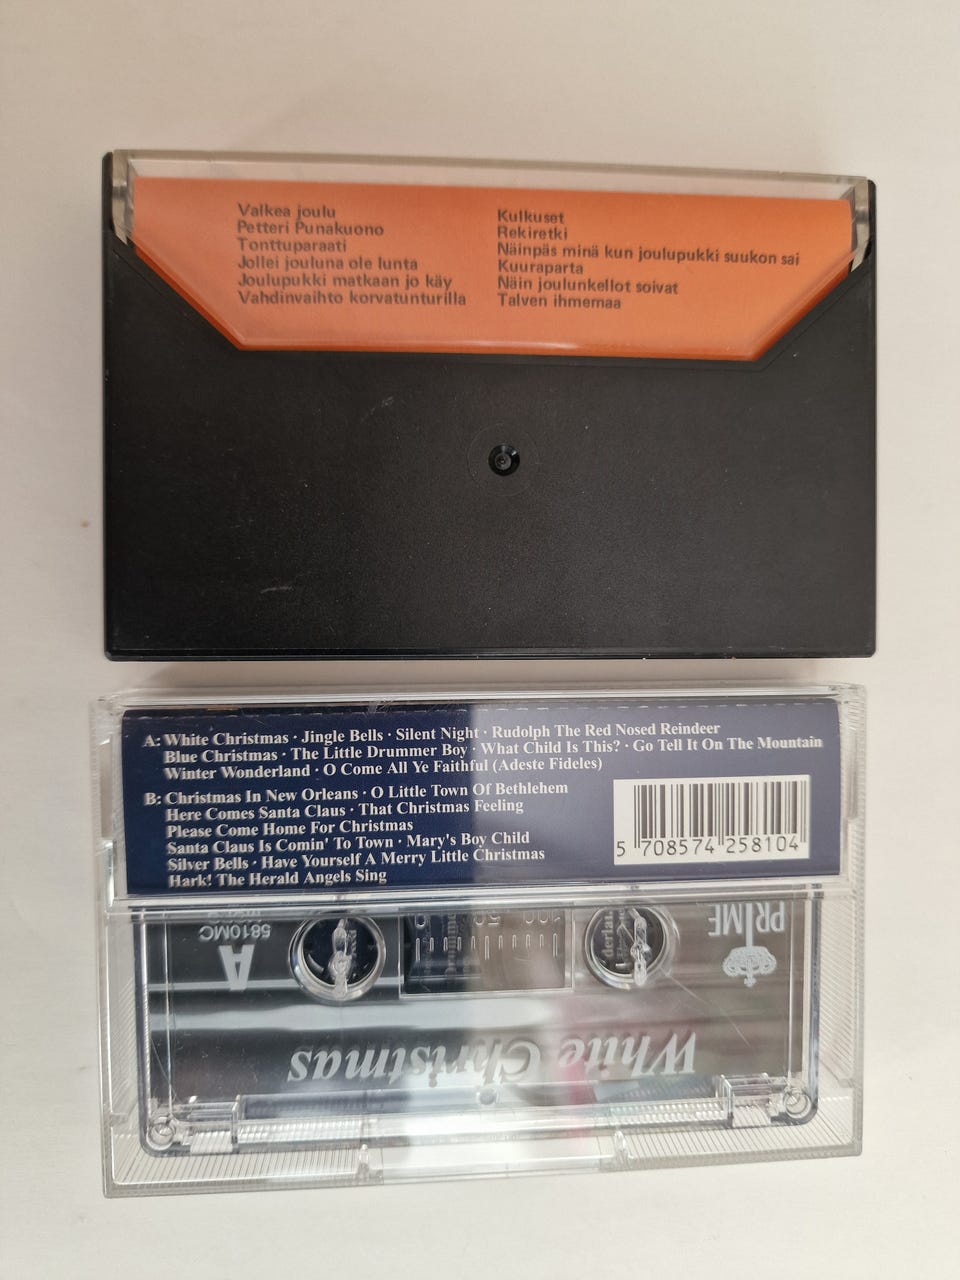 Valkea joulu
Petteri Punakuono
Tonttuparaati
Jollei jouluna ole lunta
Joulupukki matkaan jo käy
Vahdinvaihto korvatunturilla
Kulkuset
Rekiretki
Näinpäs minä kun joulupukki suukon sai
Kuuraparta
Näin joulunkellot soivat
Talven ihmemaa
A: White Christmas · Jingle Bells · Silent Night · Rudolph The Red Nosed Reindeer
Blue Christmas · The Little Drummer Boy · What Child Is This? · Go Tell It On The Mountain
Winter Wonderland · O Come All Ye Faithful (Adeste Fideles)
B: Christmas In New Orleans · O Little Town Of Bethlehem
Here Comes Santa Claus · That Christmas Feeling
Please Come Home For Christmas
Santa Claus Is Comin' To Town · Mary's Boy Child
Silver Bells · Have Yourself A Merry Little Christmas
Hark! The Herald Angels Sing
5 708574 258104
5810MC
A
0 50 100
PRIME
White Christmas